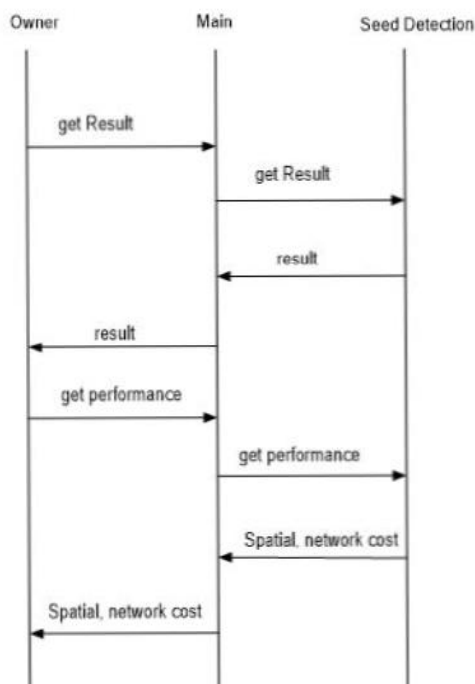 Owner Main Seed Detection
get Result
get Result
result
result
get performance
get performance
Spatial, network cost
Spatial, network cost